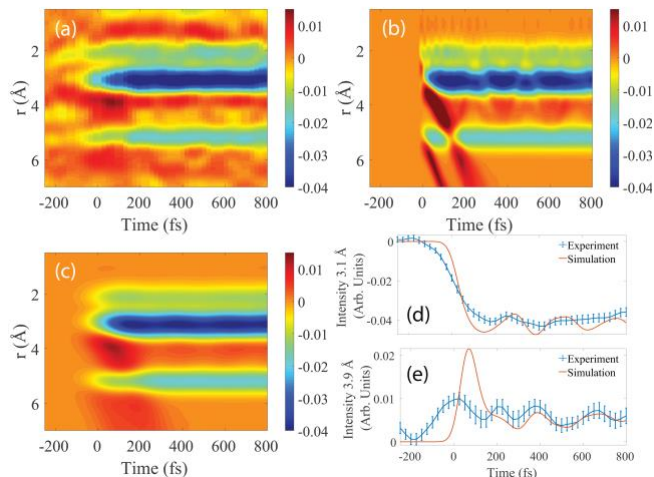 (a)
r (Å)
2
4
6
-200 0 200 400 600 800
Time (fs)
0.01
0
-0.01
-0.02
-0.03
-0.04
(b)
r (Å)
2
4
6
-200 0 200 400 600 800
Time (fs)
0.01
0
-0.01
-0.02
-0.03
-0.04
(c)
r (Å)
2
4
6
-200 0 200 400 600 800
Time (fs)
0.01
0
-0.01
-0.02
-0.03
-0.04
Intensity 3.1 Å
(Arb. Units)
0
-0.02
-0.04
Experiment
Simulation
(d)
Intensity 3.9 Å
(Arb. Units)
0.02
0.01
0
Experiment
Simulation
(e)
-200 0 200 400 600 800
Time (fs)